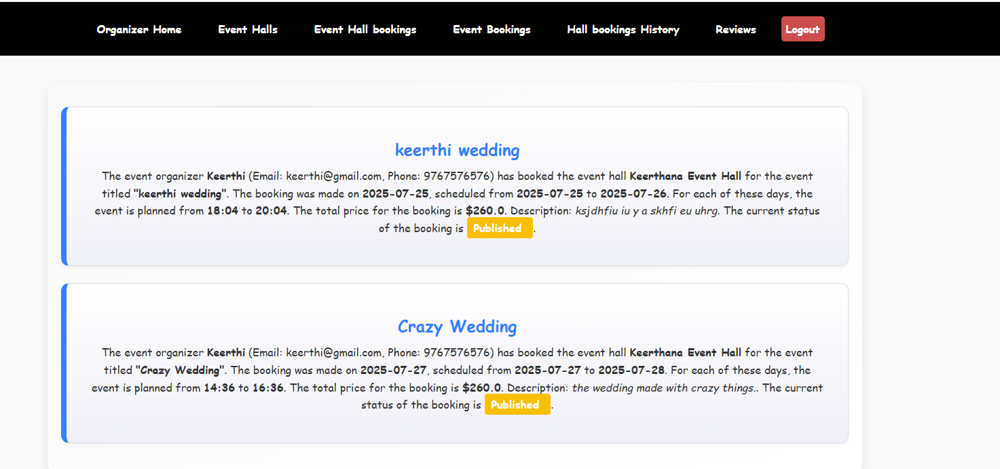 Organizer Home Event Halls Event Hall bookings Event Bookings Hall bookings History Reviews Logout
keerthi wedding
The event organizer Keerthi (Email: keerthi@gmail.com, Phone: 9767576576) has booked the event hall Keerthana Event Hall for the event
titled "keerthi wedding". The booking was made on 2025-07-25, scheduled from 2025-07-25 to 2025-07-26. For each of these days, the
event is planned from 18:04 to 20:04. The total price for the booking is $260.0. Description: ksjdhfiu iu y a skhfi eu uhrg. The current status
of the booking is Published .
Crazy Wedding
The event organizer Keerthi (Email: keerthi@gmail.com, Phone: 9767576576) has booked the event hall Keerthana Event Hall for the event
titled "Crazy Wedding". The booking was made on 2025-07-27, scheduled from 2025-07-27 to 2025-07-28. For each of these days, the
event is planned from 14:36 to 16:36. The total price for the booking is $260.0. Description: the wedding made with crazy things.. The current
status of the booking is Published .